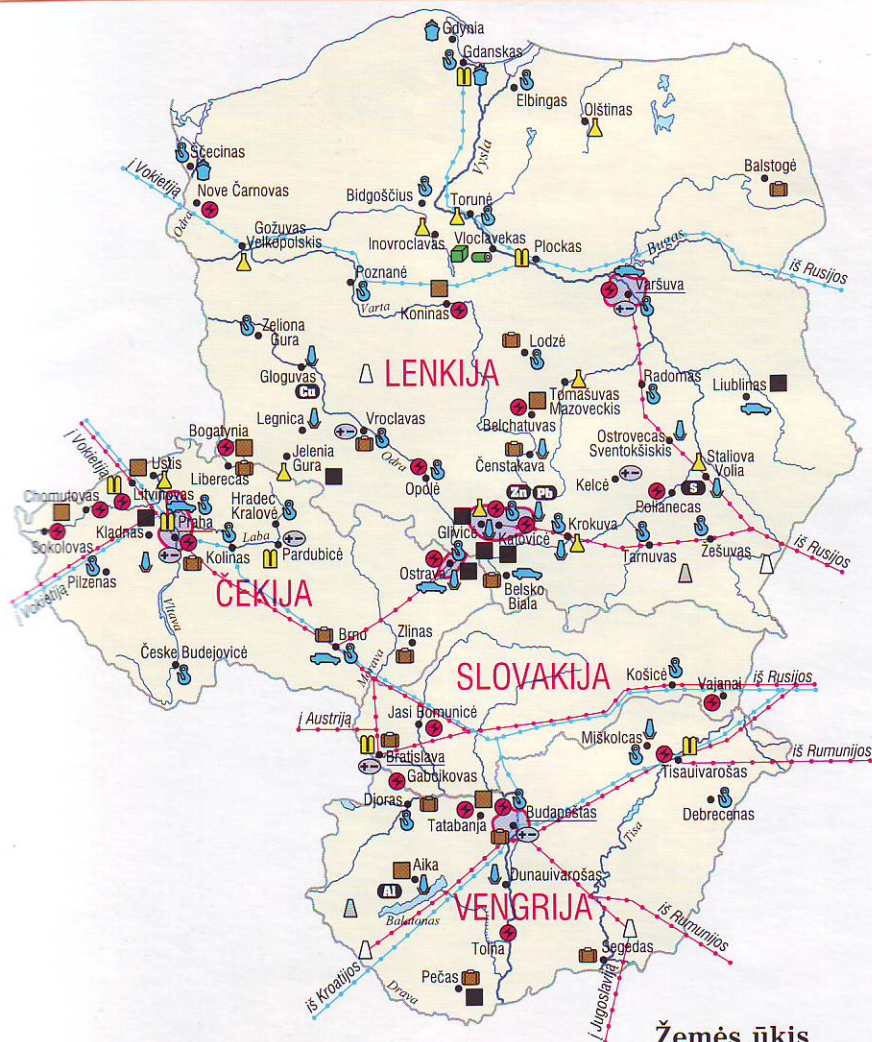 Gdynia
Gdanskas
Elbingas
Olštinas
Vysla
Ščecinas
į Vokietiją
Nove Čarnovas
Odra
Balstogė
Bidgoščius
Torunė
Gožuvas
Velkopolskis
Inovroclavas
Vloclavekas
Plockas
Bugas
iš Rusijos
Poznanė
Varta
Koninas
Varšuva
Zeliona
Gura
Gloguvas
Cu
LENKIJA
Lodzė
Tomašuvas
Mazoveckis
Radomas
Liublinas
Legnica
Vroclavas
Belchatuvas
Bogatynia
Jelenia
Gura
Odra
Čenstakava
Ostrovecas
Sventokšiskis
Staliova
Volia
į Vokietiją
Ustis
Liberecas
Opolė
Zn
Pb
Kelcė
S
Polianecas
Chomutovas
Litvinovas
Hradec
Kralovė
Glivicė
Katovicė
Krokuva
Kladnas
Praha
Laba
Sokolovas
Kolinas
Pardubicė
Tarnuvas
Žešuvas
iš Rusijos
Pilzenas
Ostrava
Belsko
Biala
į Vokietiją
ČEKIJA
Vltava
Brno
Zlinas
Česke Budejovicė
Morava
SLOVAKIJA
Košicė
Vajanai
iš Rusijos
į Austriją
Jasi Bomunicė
Miškolcas
Bratislava
iš Rumunijos
Tisauivarošas
Gabcikovas
Djoras
Tatabanja
Budapeštas
Debrecenas
Tisa
Aika
Al
Dunauivarošas
Balatonas
VENGRIJA
iš Rumunijos
Tolna
Segedas
iš Kroatijos
Pečas
Drava
į Jugoslaviją
Žemės ūkis